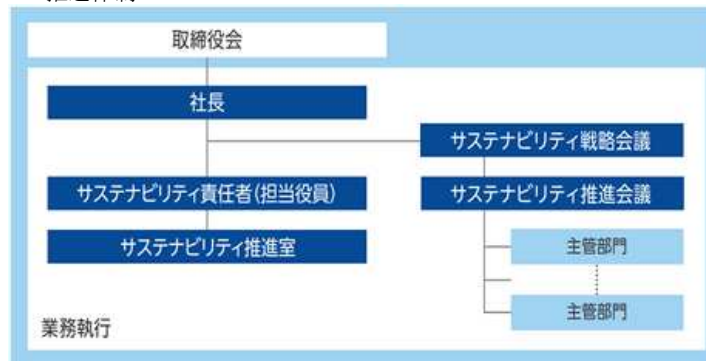 取締役会
社長
サステナビリティ戦略会議
サステナビリティ責任者(担当役員)
サステナビリティ推進会議
サステナビリティ推進室
主管部門
主管部門
業務執行